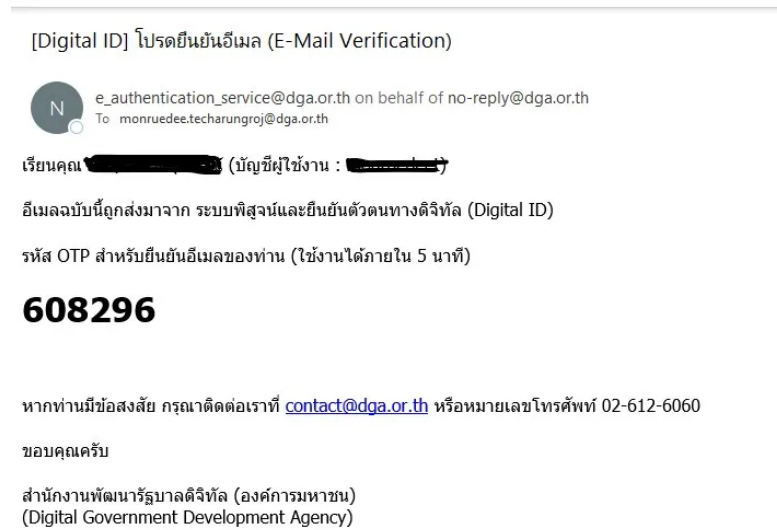 [Digital ID] โปรดยืนยันอีเมล (E-Mail Verification)
N
e_authentication_service@dga.or.th on behalf of no-reply@dga.or.th
To monruedee.techarungroj@dga.or.th
เรียนคุณ (บัญชีผู้ใช้งาน : )
อีเมลฉบับนี้ถูกส่งมาจาก ระบบพิสูจน์และยืนยันตัวตนทางดิจิทัล (Digital ID)
รหัส OTP สำหรับยืนยันอีเมลของท่าน (ใช้งานได้ภายใน 5 นาที)
608296
หากท่านมีข้อสงสัย กรุณาติดต่อเราที่ contact@dga.or.th หรือหมายเลขโทรศัพท์ 02-612-6060
ขอบคุณครับ
สำนักงานพัฒนารัฐบาลดิจิทัล (องค์การมหาชน)
(Digital Government Development Agency)